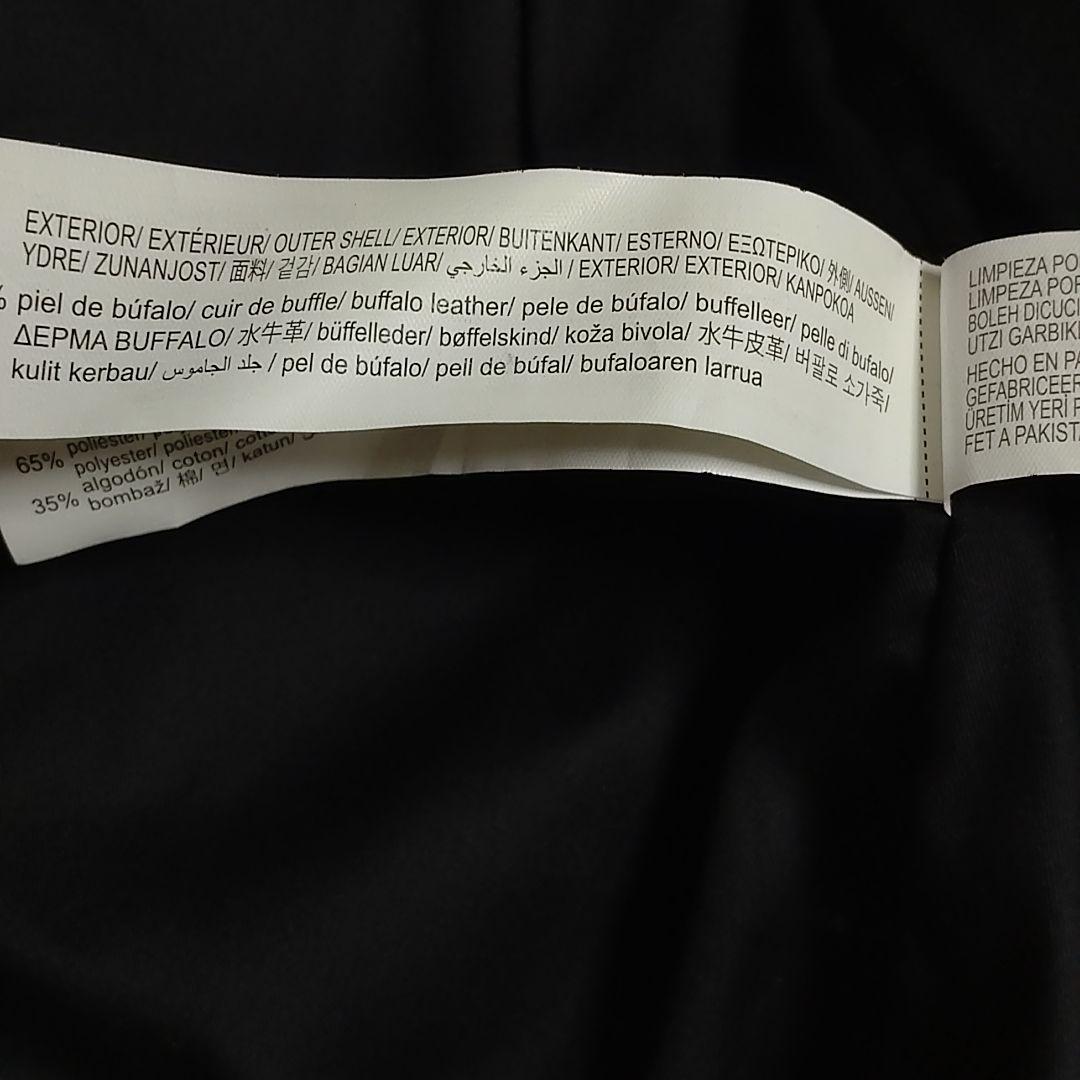 EXTERIOR/ EXTÉRIEUR/ OUTER SHELL/ EXTERIOR/ BUITENKANT/ ESTERNO/ ΕΞΩΤΕΡΙΚΟ/ 外側/ AUSSEN/
YDRE/ ZUNANJOST/ 面料/ 겉감/ BAGIAN LUAR/ الجزء الخارجي / EXTERIOR/ EXTERIOR/ KANPOKOA
% piel de búfalo/ cuir de buffle/ buffalo leather/ pele de búfalo/ buffelleer/ pelle di bufalo/
ΔΕΡΜΑ BUFFALO/ 水牛革/ büffelleder/ bøffelskind/ koža bivola/ 水牛皮革/ 버팔로 소가죽/
kulit kerbau/ جلد الجاموس / pel de búfalo/ pell de búfal/ bufaloaren larrua
65% poliéster/ poliester
polyester/ poliester
algodón/ coton/
35% bombaž/ 棉/ 면/ katun/
LIMPIEZA PO
LIMPEZA POR
BOLEH DICUCI
UTZI GARBIKE
HECHO EN PA
GEFABRICEER
ÜRETİM YERİ P
FET A PAKISTA